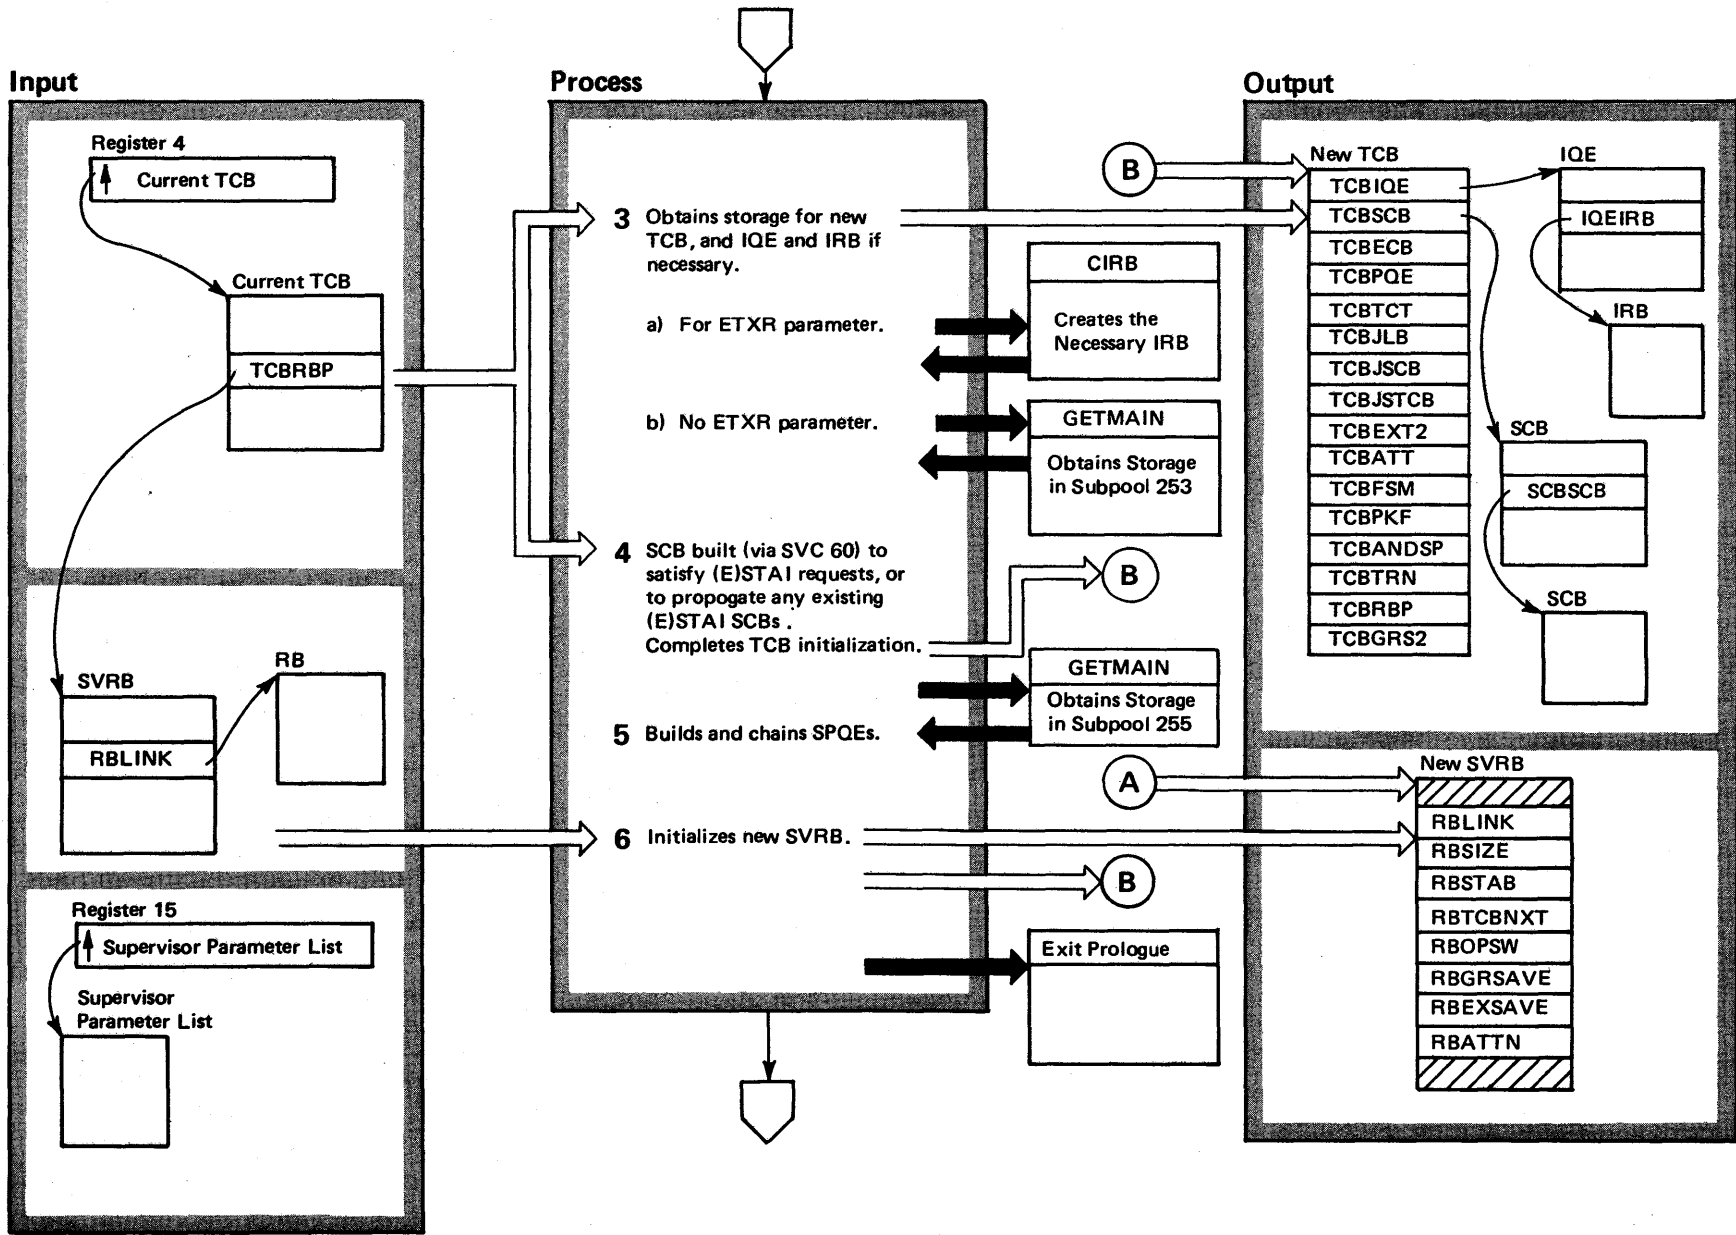 Input
Register 4
Current TCB
Current TCB
TCBRBP
SVRB
RBLINK
RB
Register 15
Supervisor Parameter List
Supervisor
Parameter List
Process
3 Obtains storage for new
TCB, and IQE and IRB if
necessary.
a) For ETXR parameter.
b) No ETXR parameter.
4 SCB built (via SVC 60) to
satisfy (E)STAI requests, or
to propogate any existing
(E)STAI SCBs .
Completes TCB initialization.
5 Builds and chains SPQEs.
6 Initializes new SVRB.
B
CIRB
Creates the
Necessary IRB
GETMAIN
Obtains Storage
in Subpool 253
B
GETMAIN
Obtains Storage
in Subpool 255
A
B
Exit Prologue
Output
New TCB
TCBIQE
TCBSCB
TCBECB
TCBPQE
TCBTCT
TCBJLB
TCBJSCB
TCBJSTCB
TCBEXT2
TCBATT
TCBFSM
TCBPKF
TCBANDSP
TCBTRN
TCBRBP
TCBGRS2
IQE
IQEIRB
IRB
SCB
SCBSCB
SCB
New SVRB
RBLINK
RBSIZE
RBSTAB
RBTCBNXT
RBOPSW
RBGRSAVE
RBEXSAVE
RBATTN